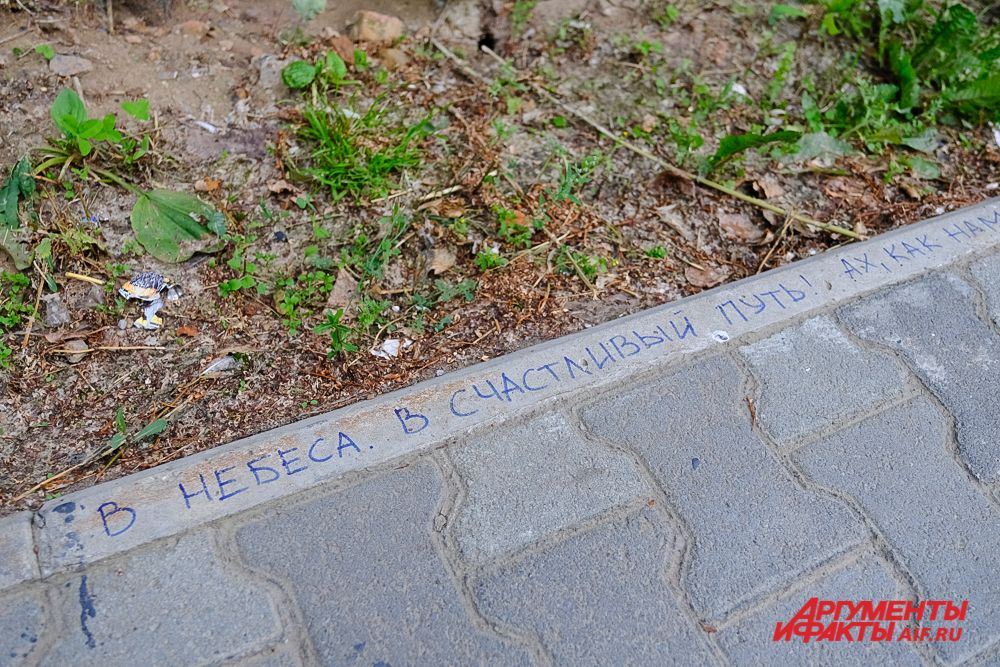 В НЕБЕСА. В СЧАСТЛИВЫЙ ПУТЬ! АХ, КАК НАМ
АРГУМЕНТЫ
И ФАКТЫ AIF.RU